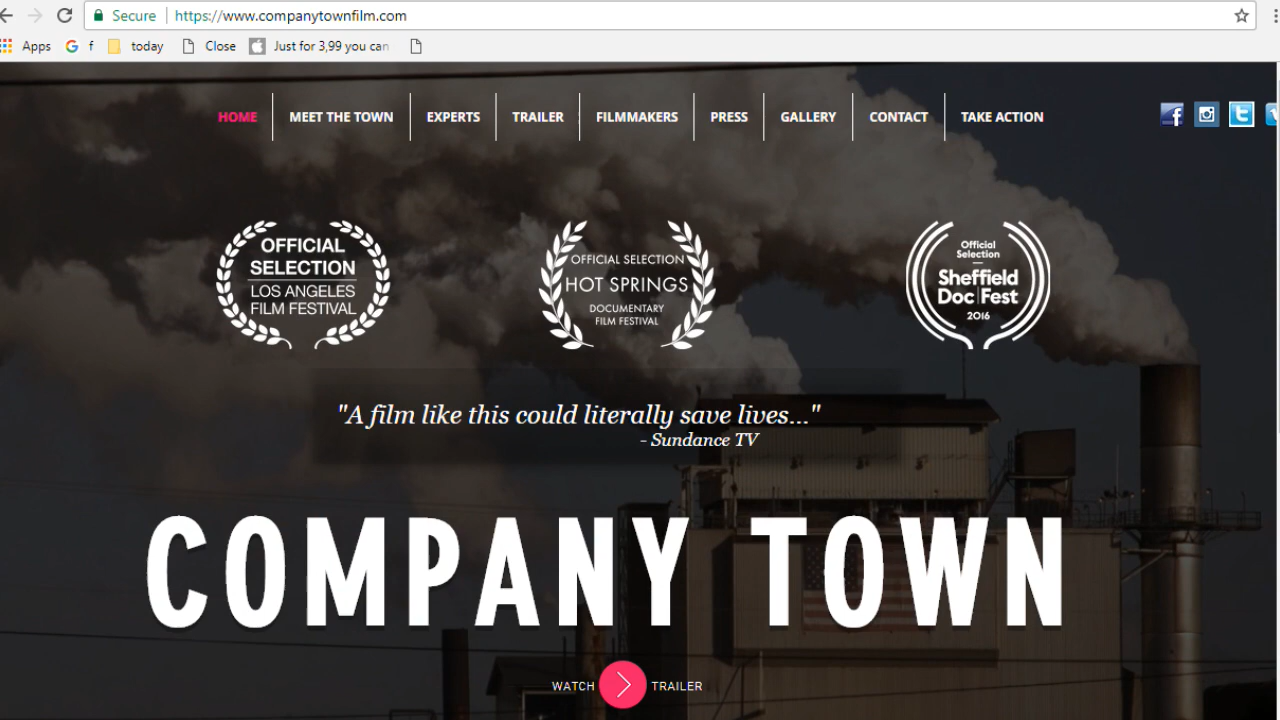 Secure https://www.companytownfilm.com
Apps f today Close Just for 3,99 you can
HOME MEET THE TOWN EXPERTS TRAILER FILMMAKERS PRESS GALLERY CONTACT TAKE ACTION
OFFICIAL
SELECTION
LOS ANGELES
FILM FESTIVAL
OFFICIAL SELECTION
HOT SPRINGS
DOCUMENTARY
FILM FESTIVAL
Official
Selection
Sheffield
Doc|Fest
2016
"A film like this could literally save lives..."
- Sundance TV
COMPANY TOWN
WATCH TRAILER